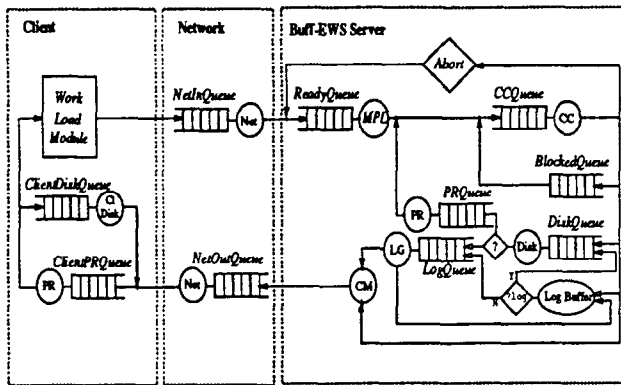 Client
Network
Buff-EWS Server
Abort
Work
Load
Module
NetInQueue
Net
ReadyQueue
MPL
CCQueue
CC
BlockedQueue
ClientDiskQueue
Cl
Disk
PRQueue
PR
DiskQueue
?
Disk
LG
LogQueue
ClientPRQueue
PR
NetOutQueue
Net
CM
Y
?log
N
Log Buffer